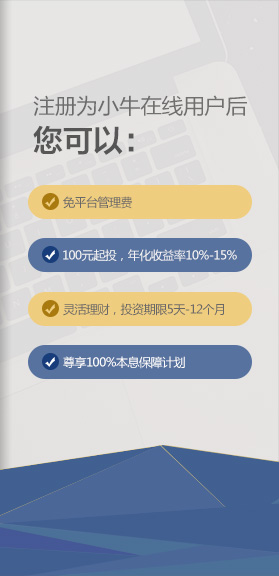 注册为小牛在线用户后
您可以：
免平台管理费
100元起投，年化收益率10%-15%
灵活理财，投资期限5天-12个月
尊享100%本息保障计划